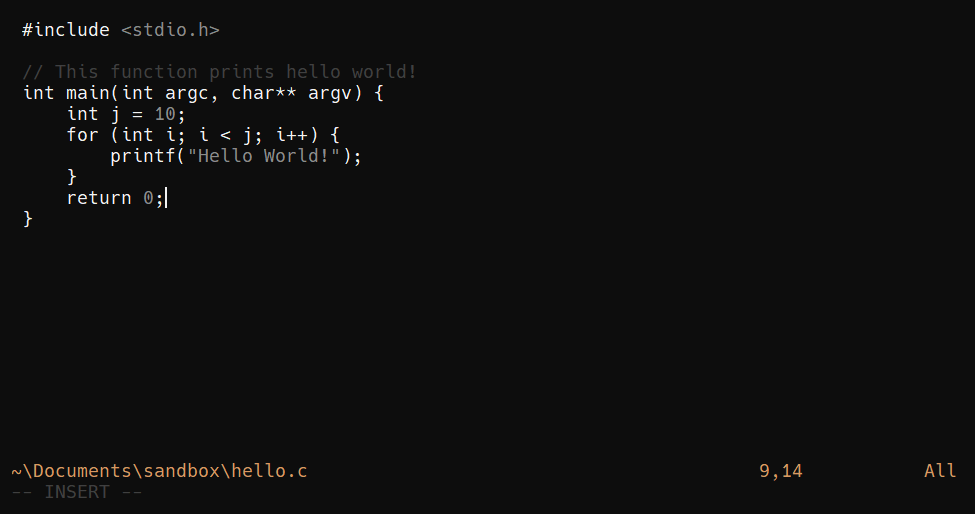 #include <stdio.h>

// This function prints hello world!
int main(int argc, char** argv) {
    int j = 10;
    for (int i; i < j; i++) {
        printf("Hello World!");
    }
    return 0;
}
~\Documents\sandbox\hello.c 9,14 All
-- INSERT --